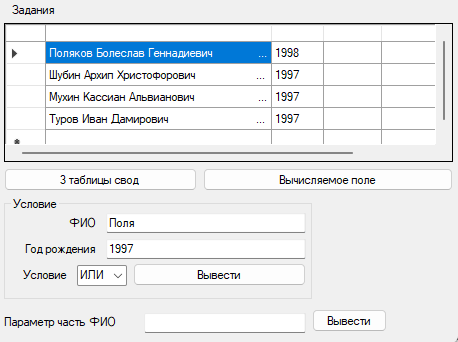 Задания
Поляков Болеслав Геннадиевич ... 1998
Шубин Архип Христофорович ... 1997
Мухин Кассиан Альвианович ... 1997
Туров Иван Дамирович ... 1997
3 таблицы свод Вычисляемое поле
Условие
ФИО Поля
Год рождения 1997
Условие ИЛИ Вывести
Параметр часть ФИО Вывести